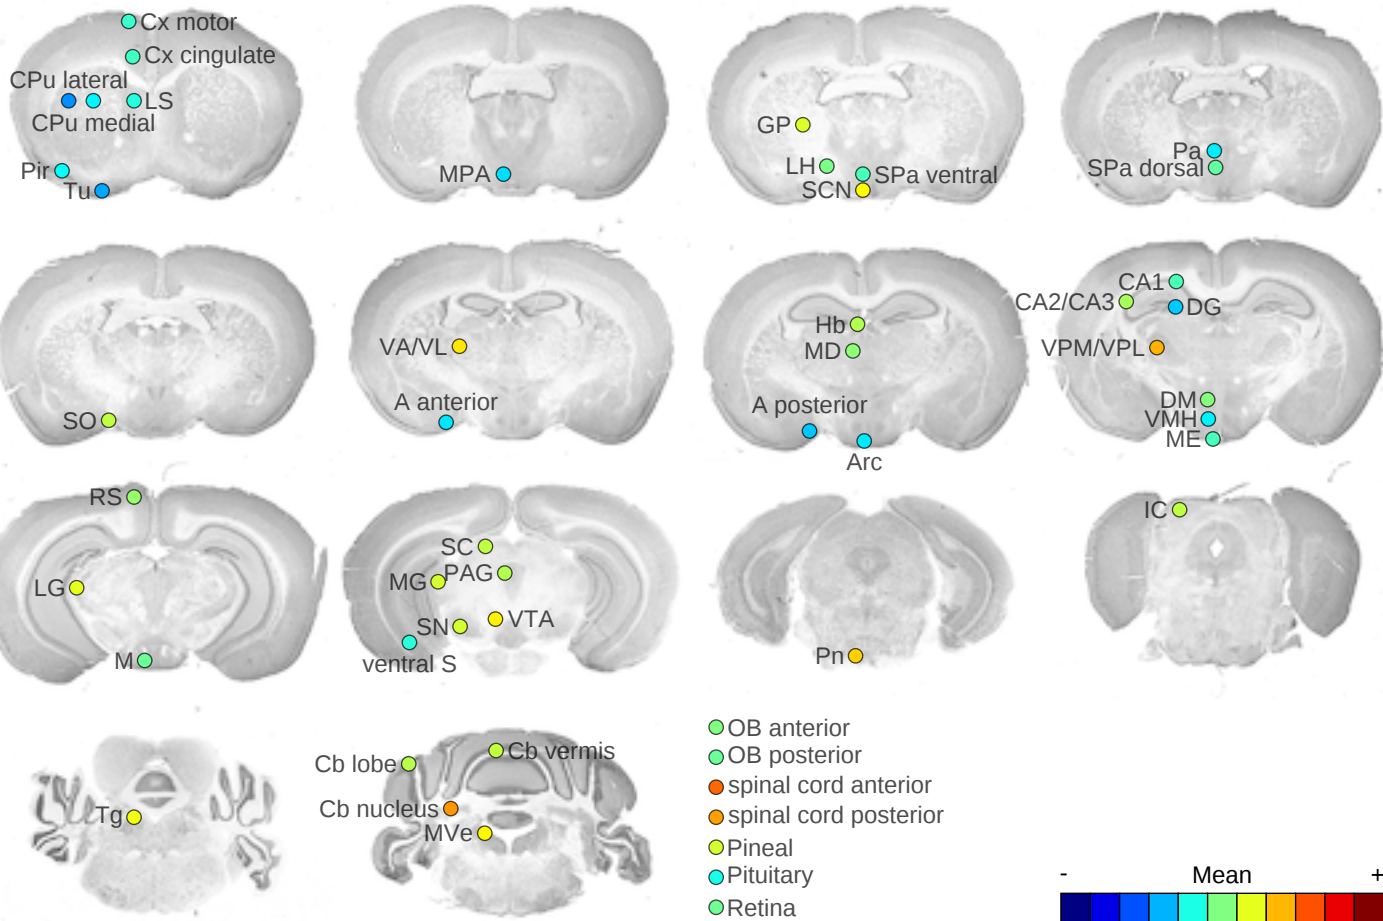 Cx motor
Cx cingulate
CPu lateral
LS
CPu medial
Pir
Tu
MPA
GP
LH
SPa ventral
SCN
Pa
SPa dorsal
SO
VA/VL
A anterior
Hb
MD
A posterior
Arc
CA1
CA2/CA3
DG
VPM/VPL
DM
VMH
ME
RS
LG
M
SC
PAG
MG
VTA
SN
ventral S
Pn
IC
Tg
Cb lobe
Cb vermis
Cb nucleus
MVe
OB anterior
OB posterior
spinal cord anterior
spinal cord posterior
Pineal
Pituitary
Retina
- Mean +